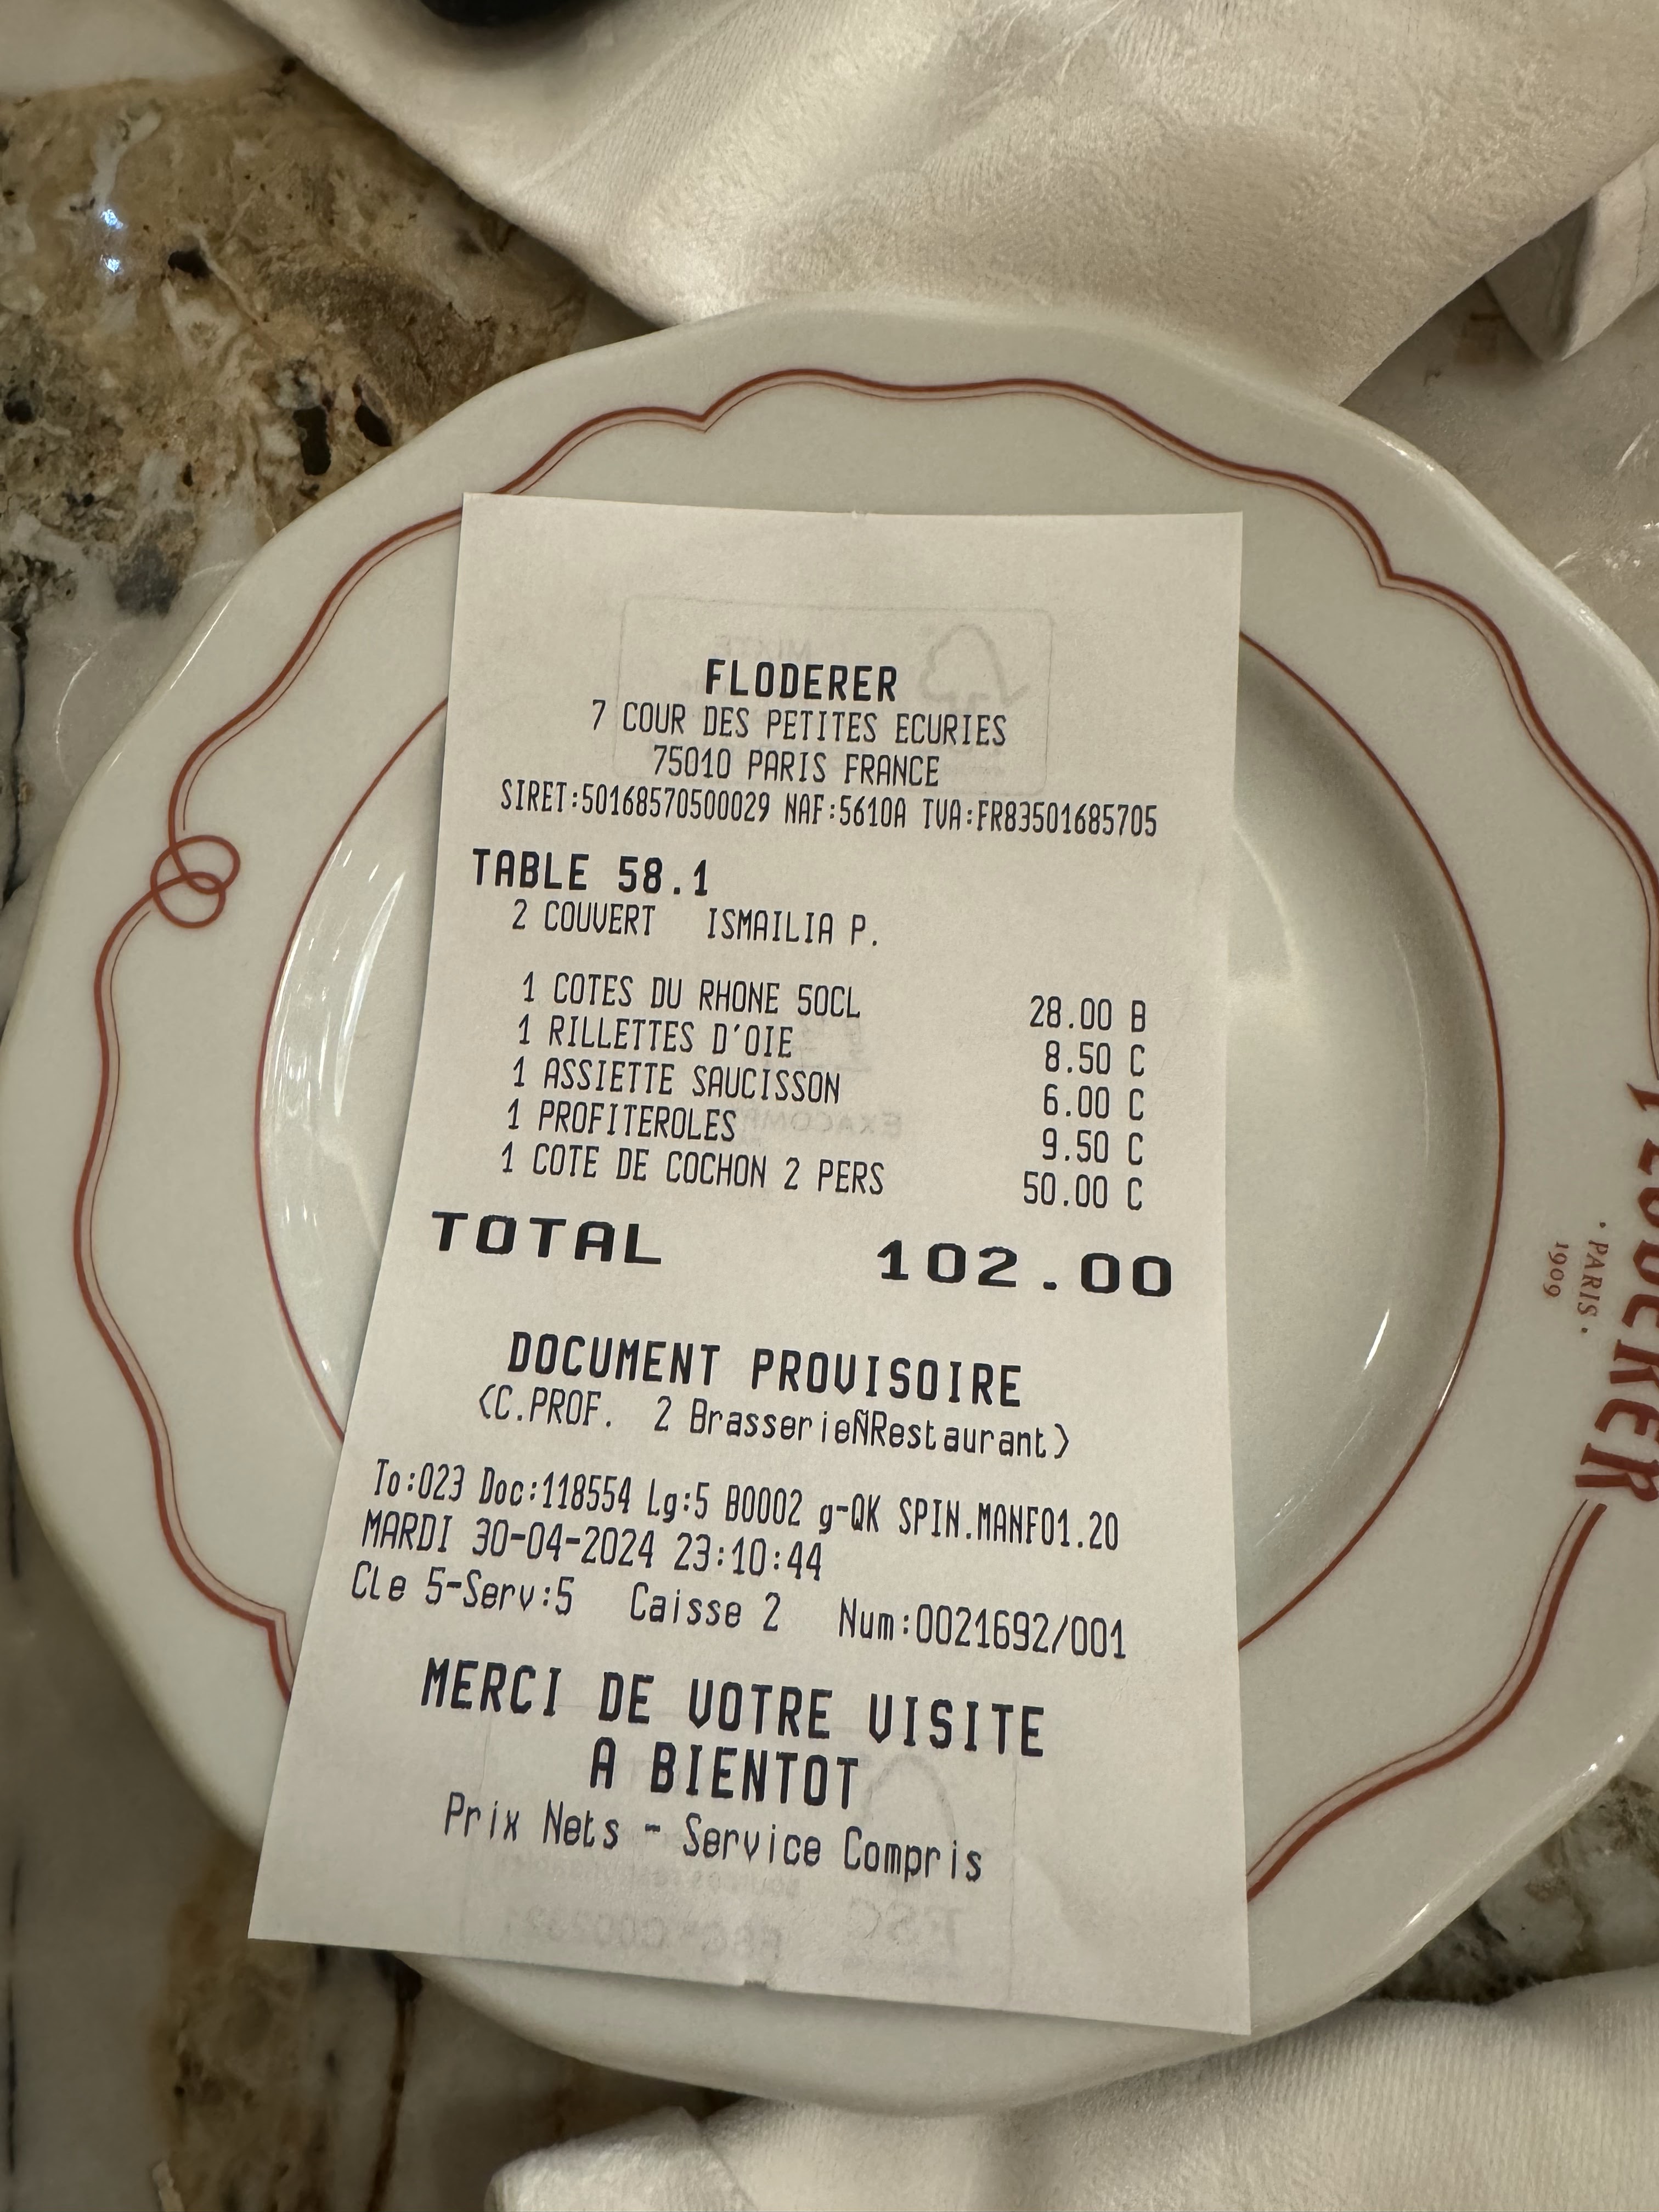 FLODERER
7 COUR DES PETITES ECURIES
75010 PARIS FRANCE
SIRET:50168570500029 NAF:5610A TVA:FR83501685705
TABLE 58.1
2 COUVERT ISMAILIA P.
1 COTES DU RHONE 50CL 28.00 B
1 RILLETTES D'OIE 8.50 C
1 ASSIETTE SAUCISSON 6.00 C
1 PROFITEROLES 9.50 C
1 COTE DE COCHON 2 PERS 50.00 C
TOTAL 102.00
DOCUMENT PROVISOIRE
(C.PROF. 2 BrasserieÑRestaurant)
To:023 Doc:118554 Lg:5 B0002 g-QK SPIN.MANF01.20
MARDI 30-04-2024 23:10:44
Cle 5-Serv:5 Caisse 2 Num:0021692/001
MERCI DE VOTRE VISITE
A BIENTOT
Prix Nets - Service Compris
FLODERER
· PARIS ·
1909